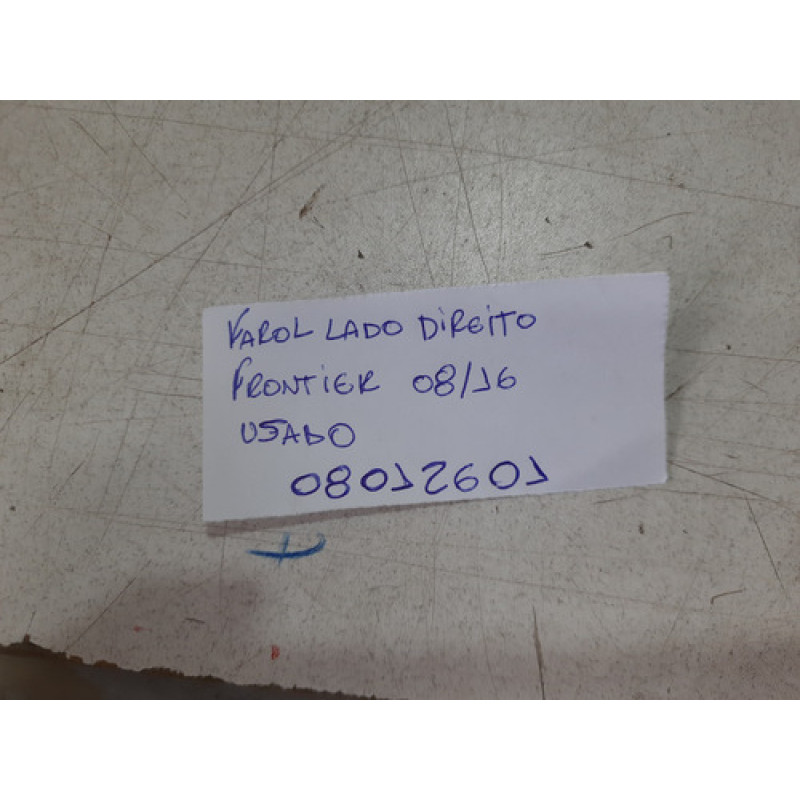 FAROL LADO DIREITO
FRONTIER 08/16
USADO
08012601